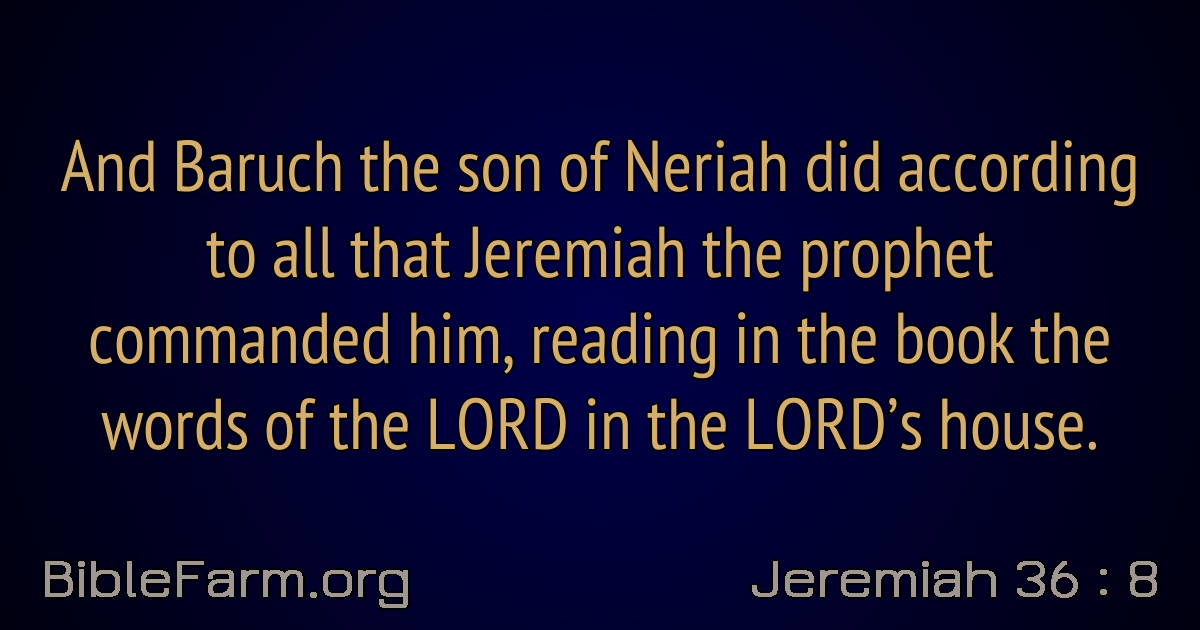 And Baruch the son of Neriah did according
to all that Jeremiah the prophet
commanded him, reading in the book the
words of the LORD in the LORD’s house.
BibleFarm.org
Jeremiah 36 : 8